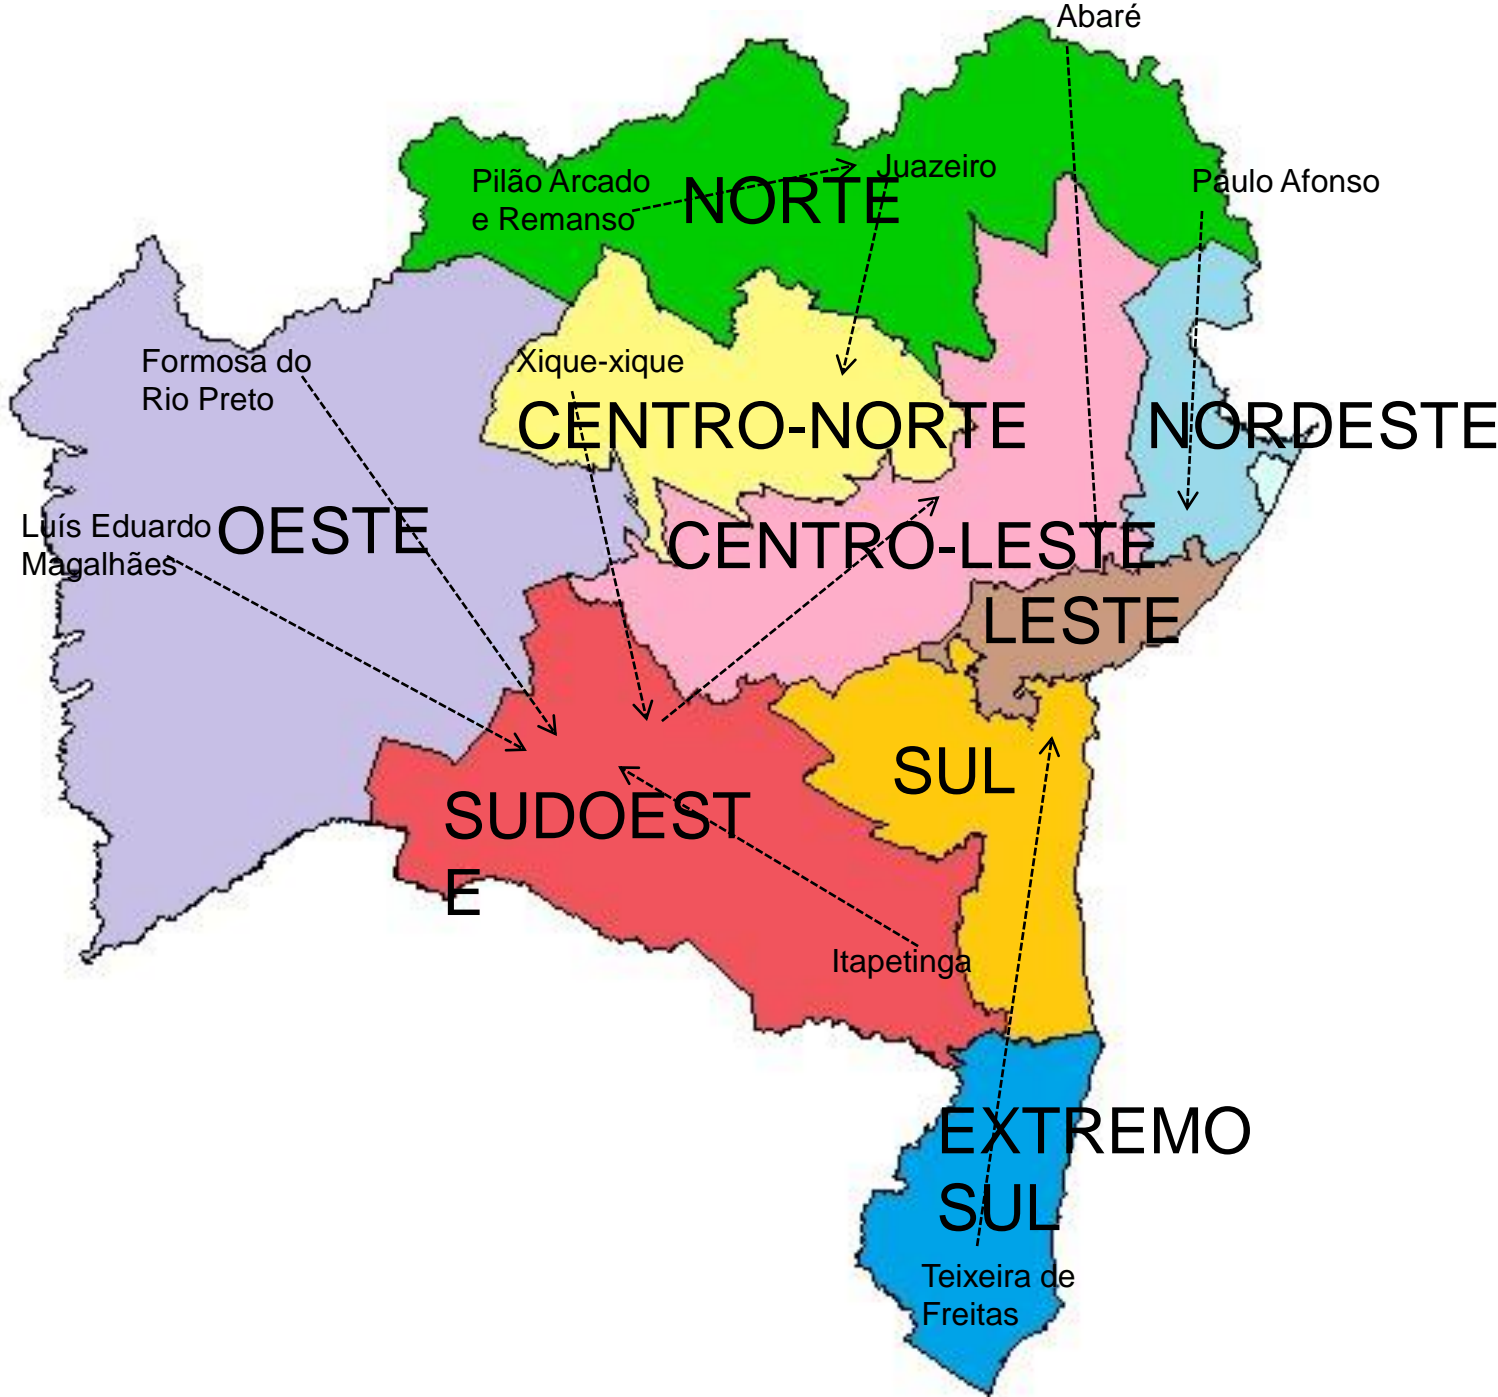 Abaré
Pilão Arcado
e Remanso
NORTE
Juazeiro
Paulo Afonso
Formosa do
Rio Preto
Xique-xique
CENTRO-NORTE
NORDESTE
Luís Eduardo
Magalhães
OESTE
CENTRO-LESTE
LESTE
SUL
SUDOEST
E
Itapetinga
EXTREMO
SUL
Teixeira de
Freitas